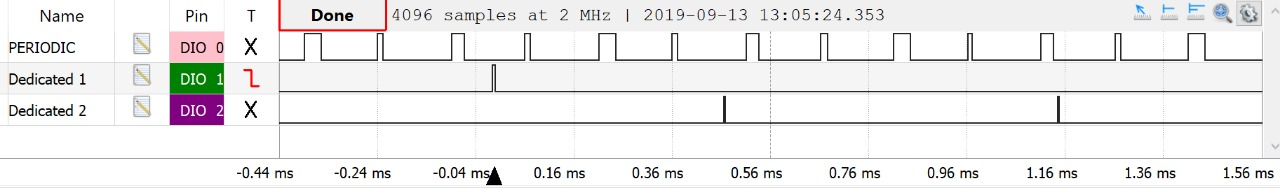 Name Pin T Done 4096 samples at 2 MHz | 2019-09-13 13:05:24.353
PERIODIC DIO 0 X
Dedicated 1 DIO 1
Dedicated 2 DIO 2 X
-0.44 ms -0.24 ms -0.04 ms 0.16 ms 0.36 ms 0.56 ms 0.76 ms 0.96 ms 1.16 ms 1.36 ms 1.56 ms